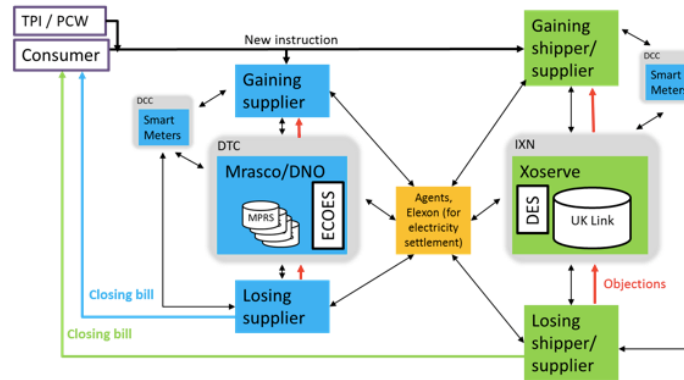 TPI / PCW
Consumer
New instruction
Gaining
supplier
Gaining
shipper/
supplier
DCC
Smart
Meters
DCC
Smart
Meters
DTC
Mrasco/DNO
MPRS
ECOES
Agents,
Elexon (for
electricity
settlement)
IXN
Xoserve
DES
UK Link
Closing bill
Losing
supplier
Objections
Closing bill
Losing
shipper/
supplier